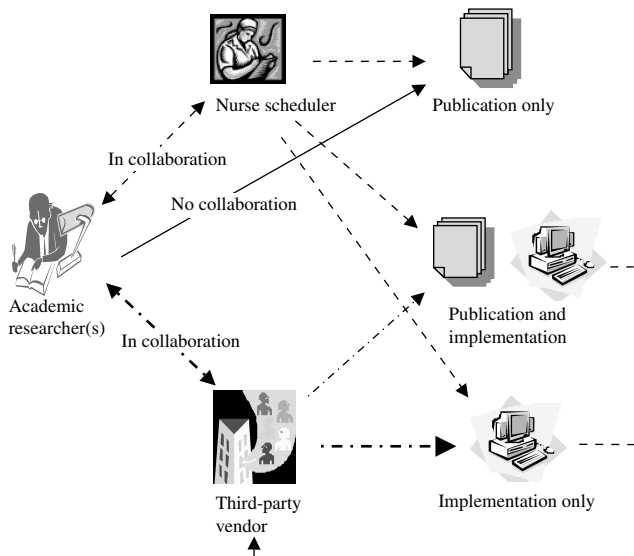 Nurse scheduler
Publication only
In collaboration
No collaboration
Academic
researcher(s)
Publication and
implementation
In collaboration
Third-party
vendor
Implementation only